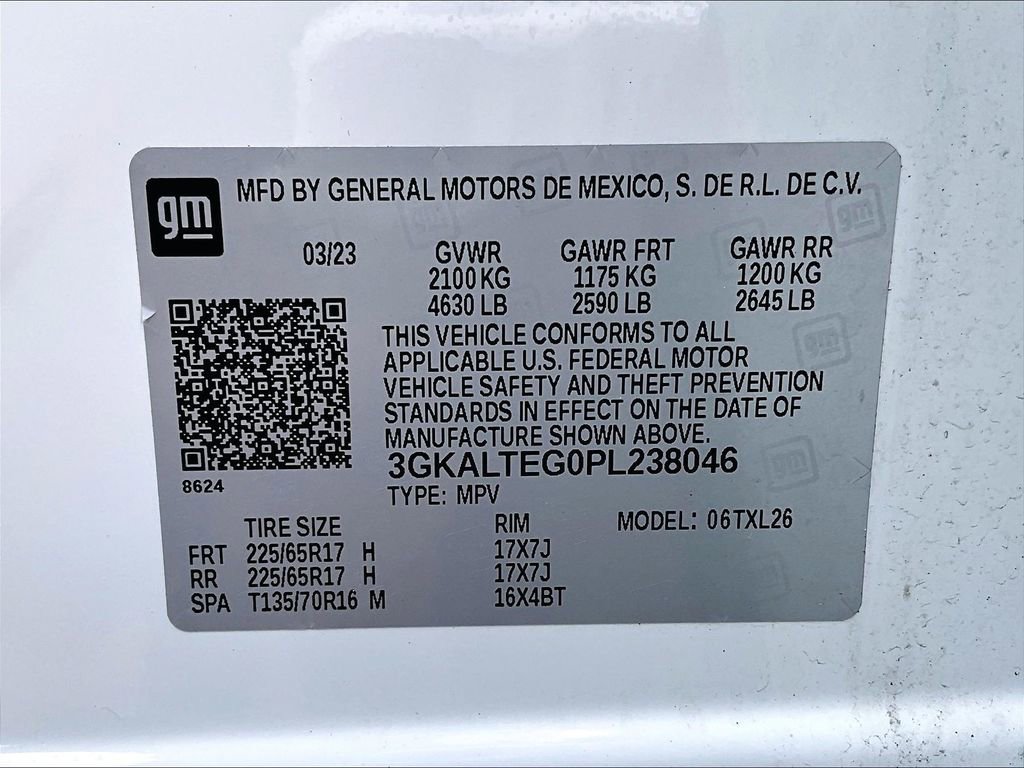 gm
MFD BY GENERAL MOTORS DE MEXICO, S. DE R.L. DE C.V.
03/23 GVWR GAWR FRT GAWR RR
2100 KG 1175 KG 1200 KG
4630 LB 2590 LB 2645 LB
THIS VEHICLE CONFORMS TO ALL
APPLICABLE U.S. FEDERAL MOTOR
VEHICLE SAFETY AND THEFT PREVENTION
STANDARDS IN EFFECT ON THE DATE OF
MANUFACTURE SHOWN ABOVE.
3GKALTEG0PL238046
8624
TYPE: MPV
TIRE SIZE RIM MODEL: 06TXL26
FRT 225/65R17 H 17X7J
RR 225/65R17 H 17X7J
SPA T135/70R16 M 16X4BT